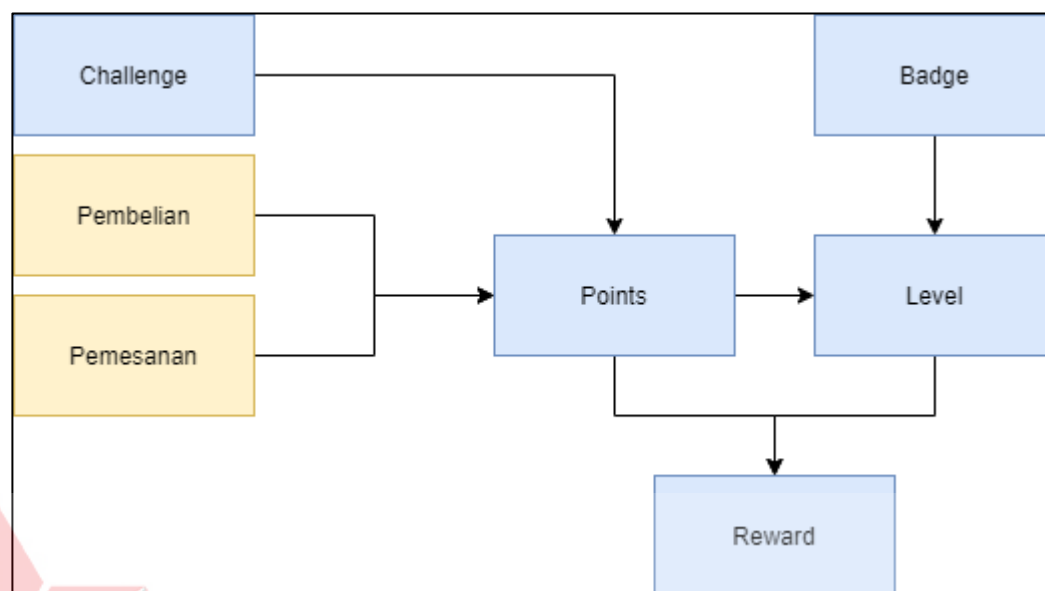 Challenge
Badge
Pembelian
Points
Level
Pemesanan
Reward